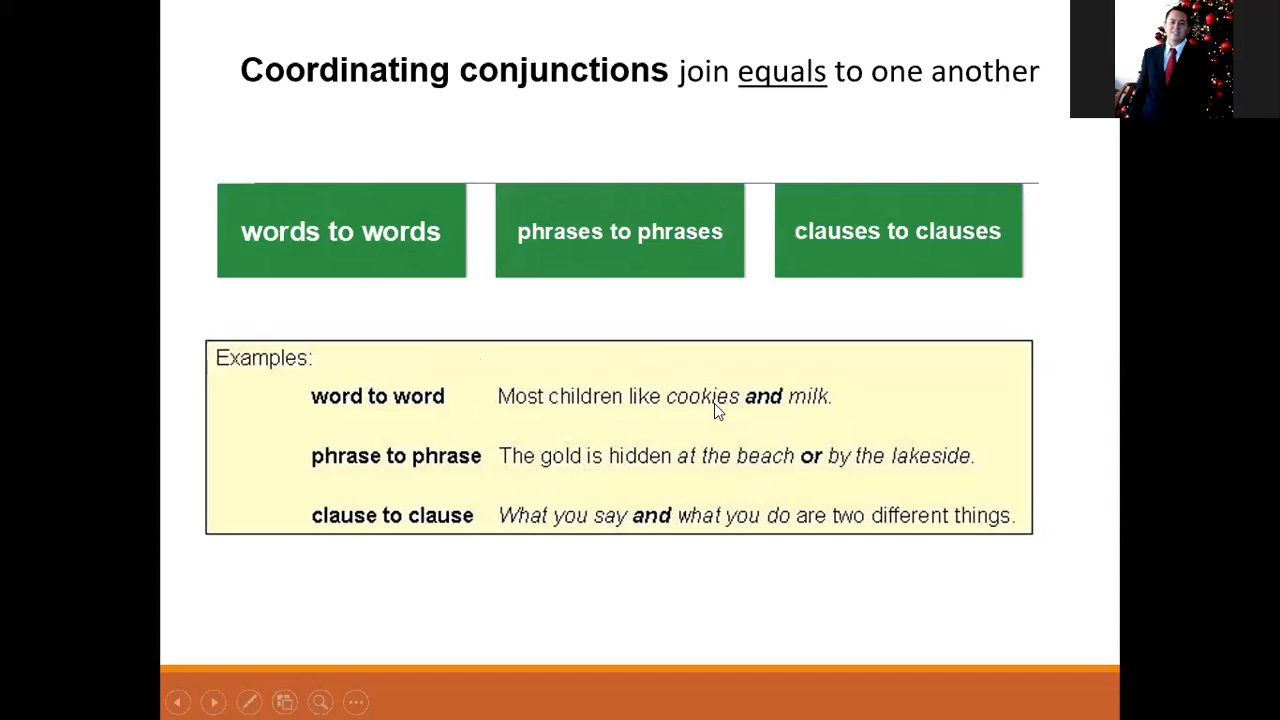 Coordinating conjunctions join equals to one another
words to words
phrases to phrases
clauses to clauses
Examples:
word to word Most children like cookies and milk.
phrase to phrase The gold is hidden at the beach or by the lakeside.
clause to clause What you say and what you do are two different things.